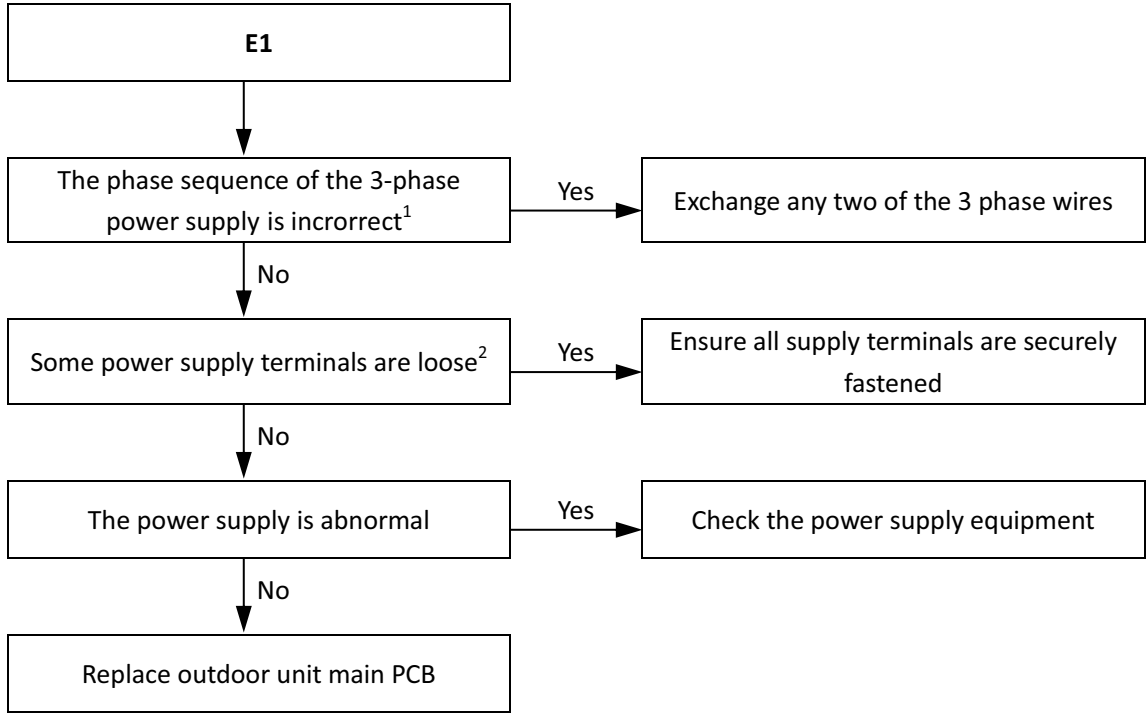 E1
The phase sequence of the 3-phase
power supply is incrorrect1
Yes
Exchange any two of the 3 phase wires
No
Some power supply terminals are loose2
Yes
Ensure all supply terminals are securely
fastened
No
The power supply is abnormal
Yes
Check the power supply equipment
No
Replace outdoor unit main PCB